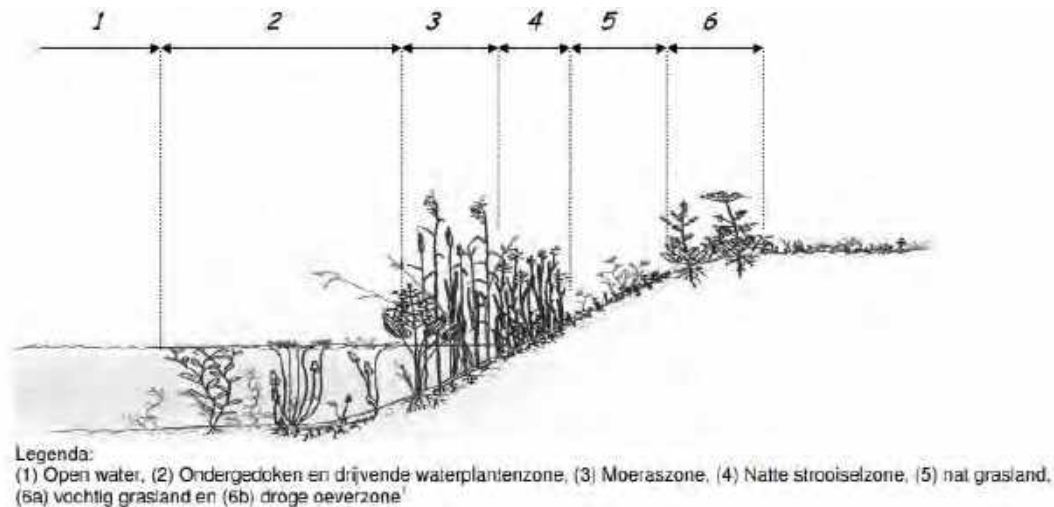 1 2 3 4 5 6
Legenda:
(1) Open water, (2) Ondergedoken en drijvende waterplantenzone, (3) Moeraszone, (4) Natte strooiselzone, (5) nat grasland,
(6a) vochtig grasland en (6b) droge oeverzone¹